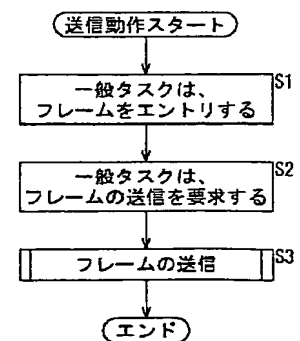 送信動作スタート
S1
一般タスクは、
フレームをエントリする
S2
一般タスクは、
フレームの送信を要求する
S3
フレームの送信
エンド